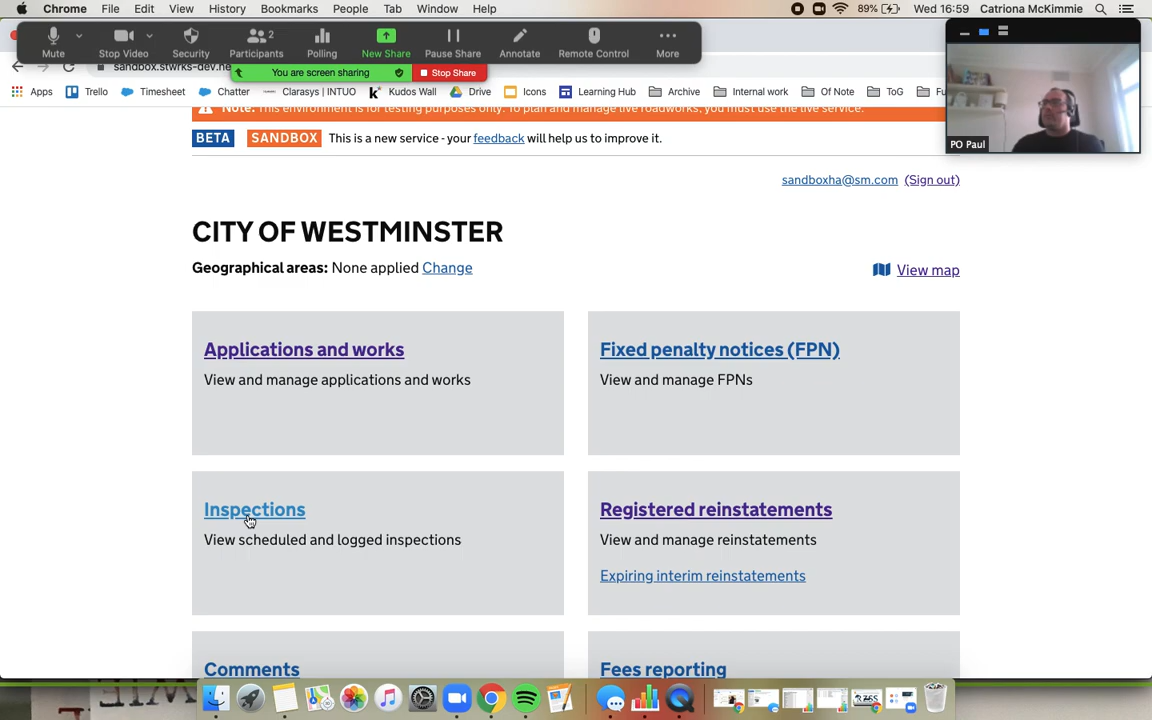 Chrome File Edit View History Bookmarks People Tab Window Help 89% Wed 16:59 Catriona McKimmie
Mute Stop Video Security Participants 2 Polling New Share Pause Share Annotate Remote Control More
sandbox.stwrks-dev.ne
You are screen sharing Stop Share
Apps Trello Timesheet Chatter Clarasys | INTUO Kudos Wall Drive Icons Learning Hub Archive Internal work Of Note ToG Fu
PO Paul
Note: This environment is for testing purposes only. To plan and manage live roadworks, you must use the live service.
BETA SANDBOX This is a new service - your feedback will help us to improve it.
sandboxha@sm.com (Sign out)
CITY OF WESTMINSTER
Geographical areas: None applied Change
View map
Applications and works
View and manage applications and works
Fixed penalty notices (FPN)
View and manage FPNs
Inspections
View scheduled and logged inspections
Registered reinstatements
View and manage reinstatements
Expiring interim reinstatements
Comments
Fees reporting